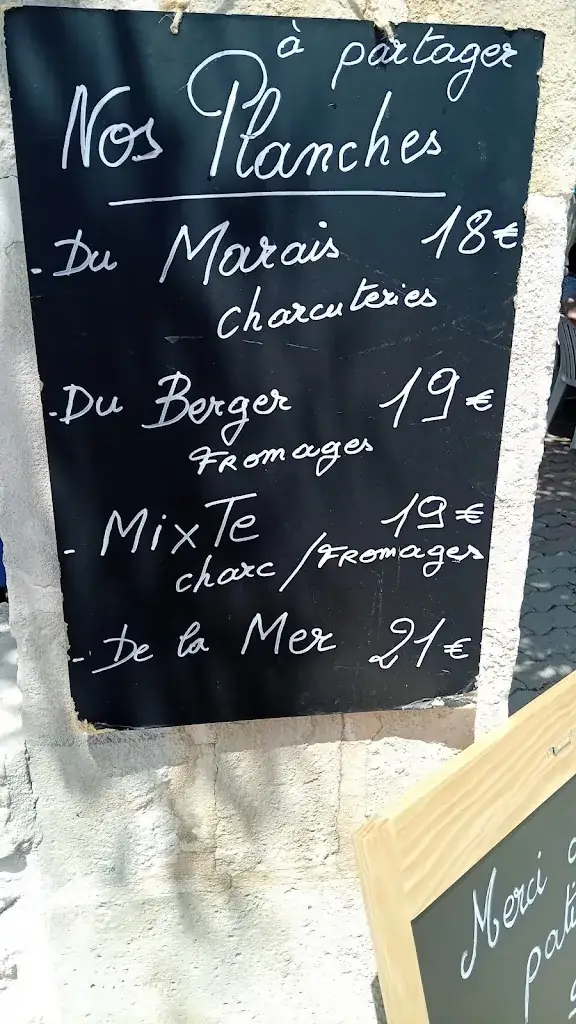 à partager
Nos Planches
- Du Marais 18€
charcuteries
- Du Berger 19€
Fromages
- MixTe 19€
charc / Fromages
- De la Mer 21€
Merci